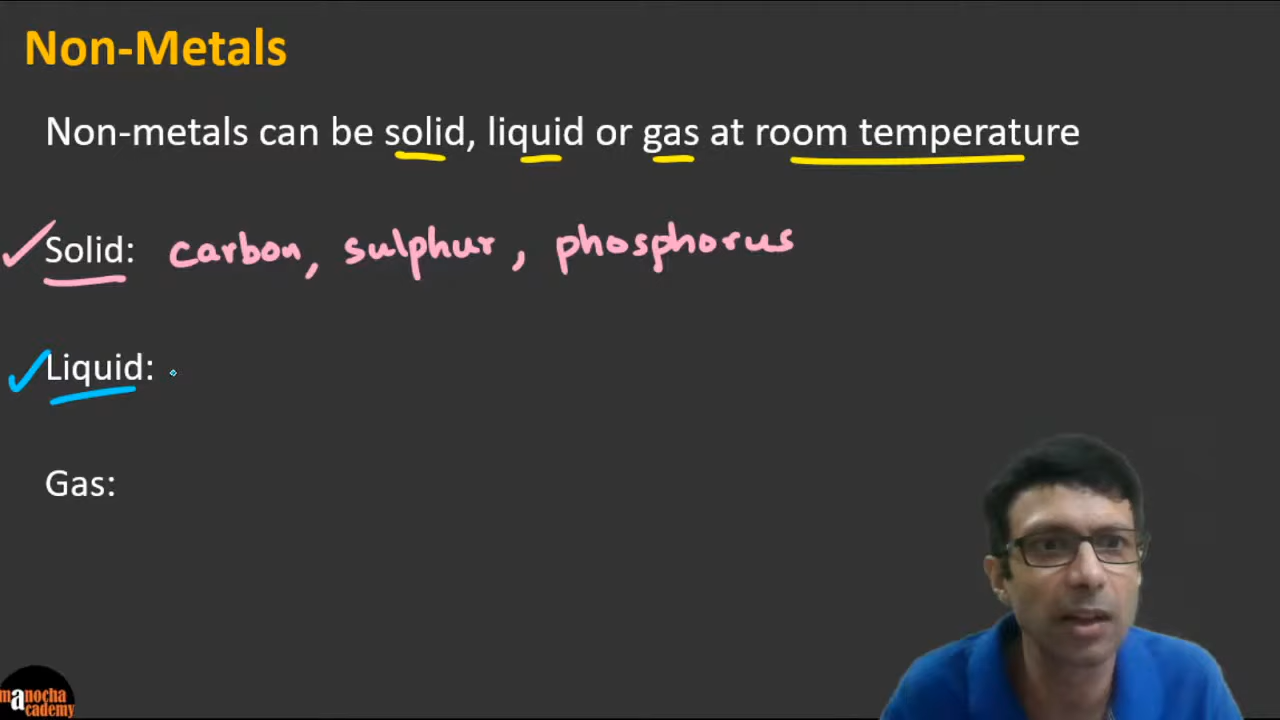 Non-Metals
Non-metals can be solid, liquid or gas at room temperature
Solid: carbon, sulphur, phosphorus
Liquid:
Gas:
manocha
academy